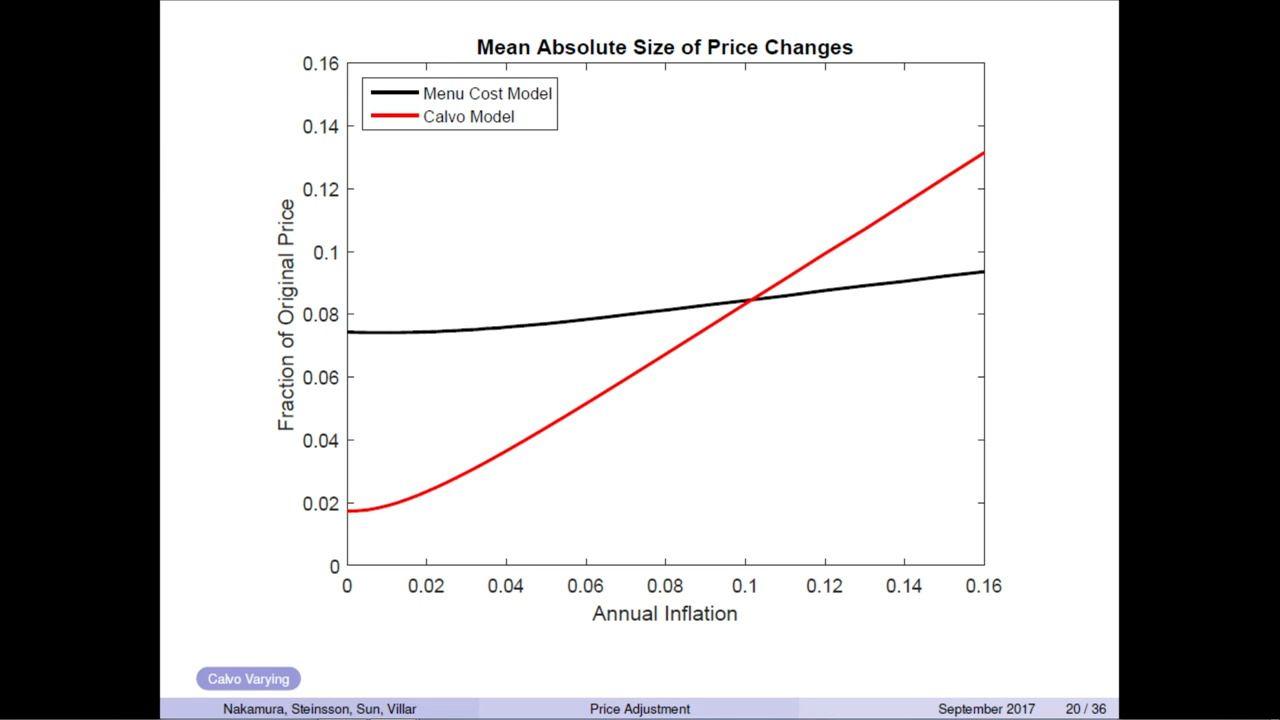 Mean Absolute Size of Price Changes
Menu Cost Model
Calvo Model
Fraction of Original Price
0.16
0.14
0.12
0.1
0.08
0.06
0.04
0.02
0
0 0.02 0.04 0.06 0.08 0.1 0.12 0.14 0.16
Annual Inflation
Calvo Varying
Nakamura, Steinsson, Sun, Villar Price Adjustment September 2017 20 / 36